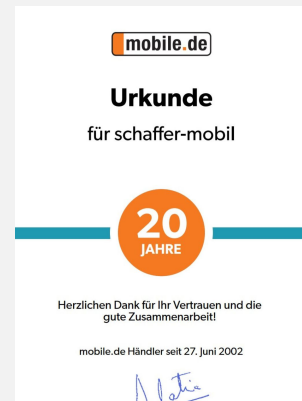 mobile.de
Urkunde
für schaffer-mobil
20
JAHRE
Herzlichen Dank für Ihr Vertrauen und die
gute Zusammenarbeit!
mobile.de Händler seit 27. Juni 2002